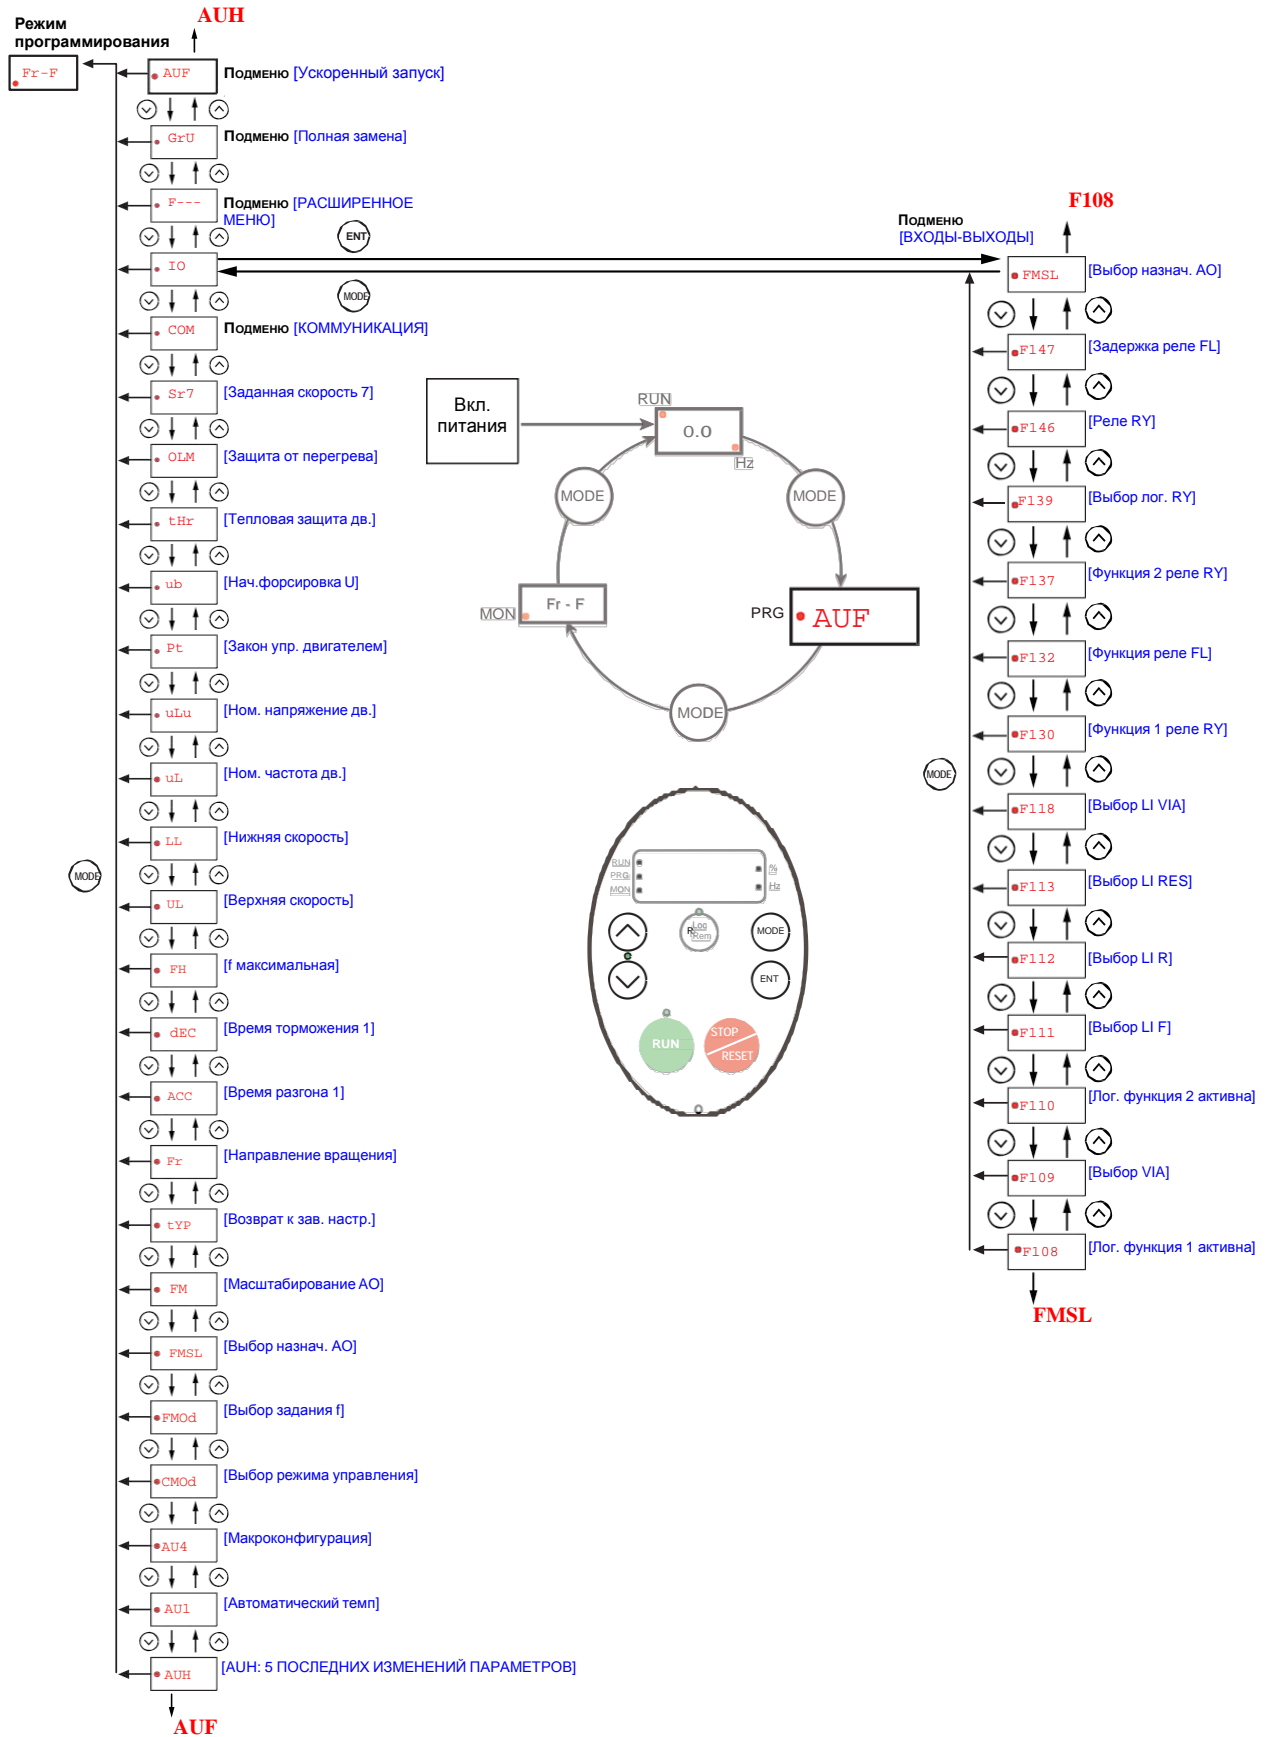 Режим
программирования
Fr-F
AUH
AUF
Подменю [Ускоренный запуск]
GrU
Подменю [Полная замена]
F---
Подменю [РАСШИРЕННОЕ
МЕНЮ]
ENT
IO
MODE
COM
Подменю [КОММУНИКАЦИЯ]
Sr7
[Заданная скорость 7]
OLM
[Защита от перегрева]
tHr
[Тепловая защита дв.]
ub
[Нач.форсировка U]
Pt
[Закон упр. двигателем]
uLu
[Ном. напряжение дв.]
uL
[Ном. частота дв.]
LL
[Нижняя скорость]
MODE
UL
[Верхняя скорость]
FH
[f максимальная]
dEC
[Время торможения 1]
ACC
[Время разгона 1]
Fr
[Направление вращения]
tYP
[Возврат к зав. настр.]
FM
[Масштабирование AO]
FMSL
[Выбор назнач. AO]
FMOd
[Выбор задания f]
CMOd
[Выбор режима управления]
AU4
[Макроконфигурация]
AU1
[Автоматический темп]
AUH
[AUH: 5 ПОСЛЕДНИХ ИЗМЕНЕНИЙ ПАРАМЕТРОВ]
AUF
Вкл.
питания
RUN
0.0
Hz
MODE
MODE
MON
Fr - F
PRG
AUF
MODE
RUN
PRG
MON
%
Hz
R
Loc
Rem
MODE
ENT
RUN
STOP
RESET
F108
Подменю
[ВХОДЫ-ВЫХОДЫ]
FMSL
[Выбор назнач. AO]
F147
[Задержка реле FL]
F146
[Реле RY]
F139
[Выбор лог. RY]
F137
[Функция 2 реле RY]
F132
[Функция реле FL]
F130
[Функция 1 реле RY]
MODE
F118
[Выбор LI VIA]
F113
[Выбор LI RES]
F112
[Выбор LI R]
F111
[Выбор LI F]
F110
[Лог. функция 2 активна]
F109
[Выбор VIA]
F108
[Лог. функция 1 активна]
FMSL